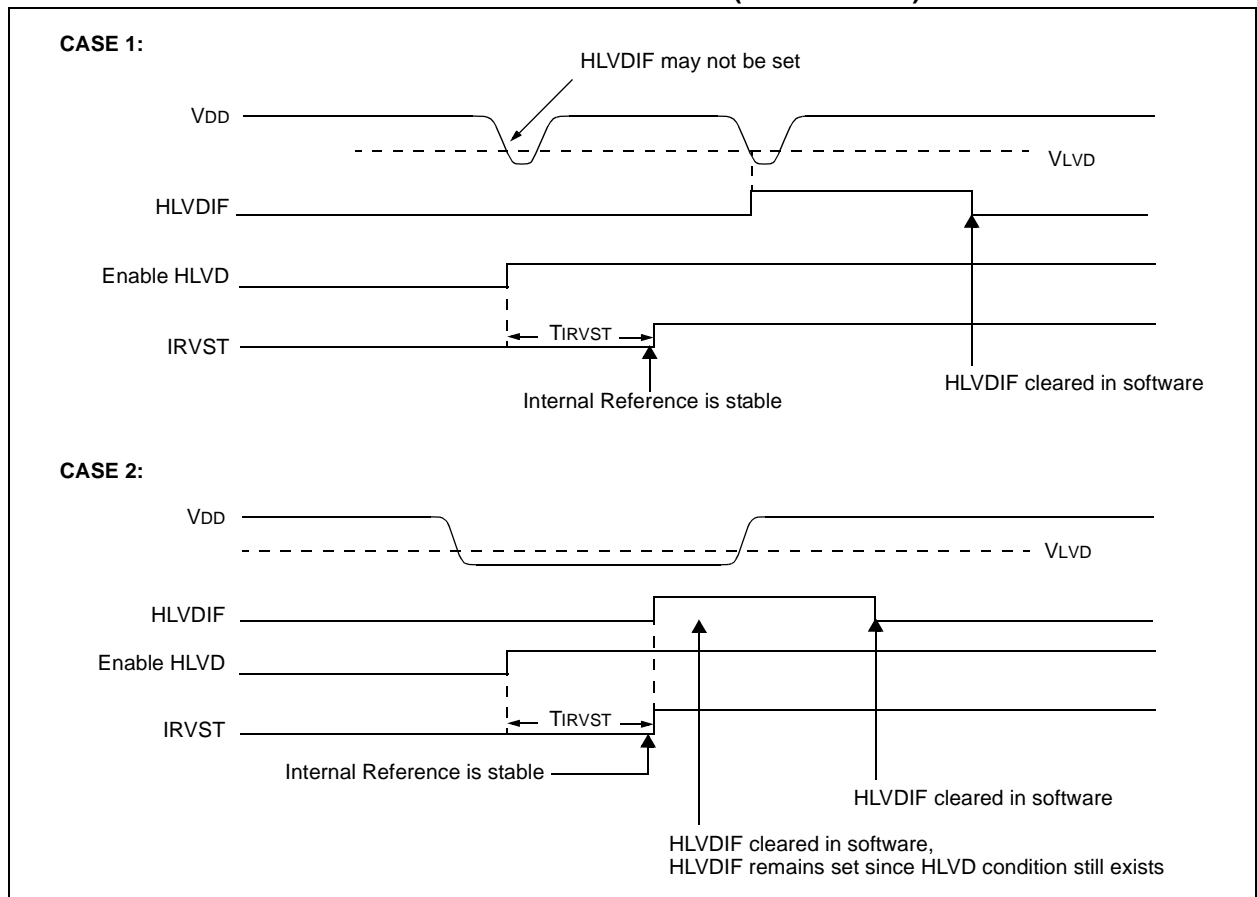 CASE 1:
HLVDIF may not be set
VDD
VLVD
HLVDIF
Enable HLVD
TIRVST
IRVST
HLVDIF cleared in software
Internal Reference is stable
CASE 2:
VDD
VLVD
HLVDIF
Enable HLVD
TIRVST
IRVST
Internal Reference is stable
HLVDIF cleared in software
HLVDIF cleared in software,
HLVDIF remains set since HLVD condition still exists